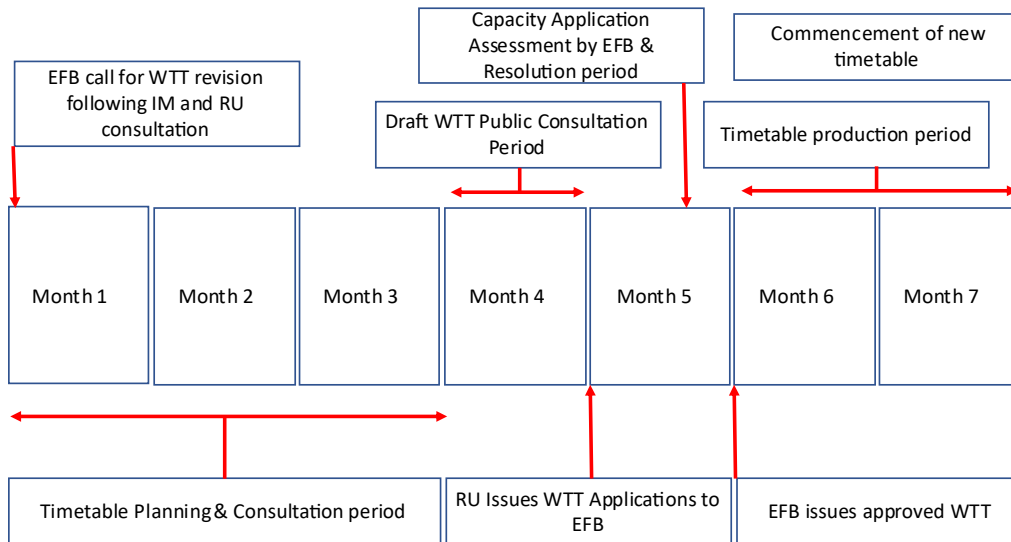 Capacity Application
Assessment by EFB &
Resolution period
Commencement of new
timetable
EFB call for WTT revision
following IM and RU
consultation
Draft WTT Public Consultation
Period
Timetable production period
Month 1
Month 2
Month 3
Month 4
Month 5
Month 6
Month 7
Timetable Planning & Consultation period
RU Issues WTT Applications to
EFB
EFB issues approved WTT